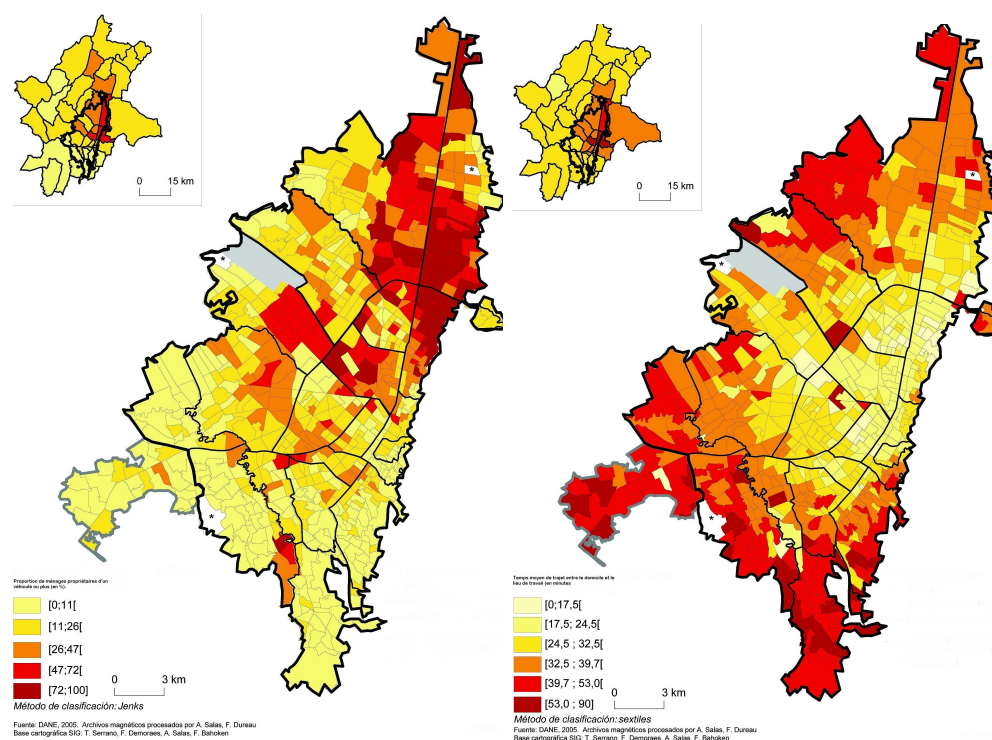 0 15 km
0 15 km
*
*
*
*
*
*
Proportion de ménages propriétaires d'un
véhicule ou plus (en %):
[0;11[
[11;26[
[26;47[
[47;72[
[72;100]
0 3 km
Método de clasificación: Jenks
Fuente: DANE, 2005. Archivos magnéticos procesados por A. Salas, F. Dureau
Base cartográfica SIG: T. Serrano, F. Demoraes, A. Salas, F. Bahoken
Temps moyen de trajet entre le domicile et le
lieu de travail (en minutes
[0;17,5[
[17,5; 24,5[
[24,5 ; 32,5[
[32,5 ; 39,7[
[39,7 ; 53,0[
[53,0 ; 90]
0 3 km
Método de clasificación: sextiles
Fuente: DANE, 2005. Archivos magnéticos procesados por A. Salas, F. Dureau
Base cartográfica SIG: T. Serrano, F. Demoraes, A. Salas, F. Bahoken